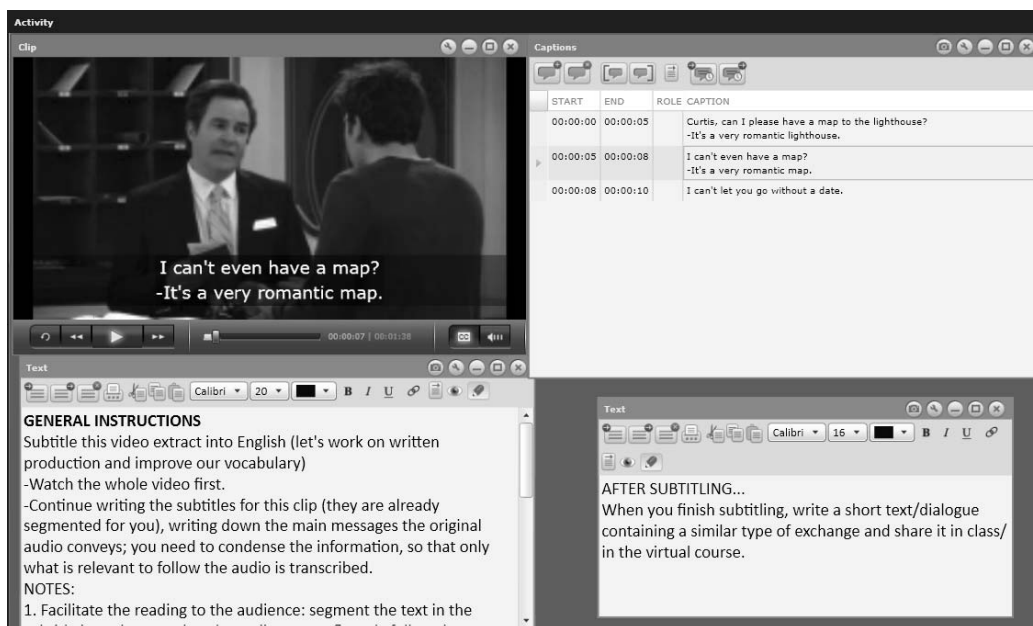 Activity
Clip
I can't even have a map?
-It's a very romantic map.
00:00:07 | 00:01:28
CC
Captions
START END ROLE CAPTION
00:00:00 00:00:05 Curtis, can I please have a map to the lighthouse?
-It's a very romantic lighthouse.
00:00:05 00:00:08 I can't even have a map?
-It's a very romantic map.
00:00:08 00:00:10 I can't let you go without a date.
Text
Calibri 20 B I U
GENERAL INSTRUCTIONS
Subtitle this video extract into English (let's work on written
production and improve our vocabulary)
-Watch the whole video first.
-Continue writing the subtitles for this clip (they are already
segmented for you), writing down the main messages the original
audio conveys; you need to condense the information, so that only
what is relevant to follow the audio is transcribed.
NOTES:
1. Facilitate the reading to the audience: segment the text in the
Text
Calibri 16 B I U
AFTER SUBTITLING...
When you finish subtitling, write a short text/dialogue
containing a similar type of exchange and share it in class/
in the virtual course.